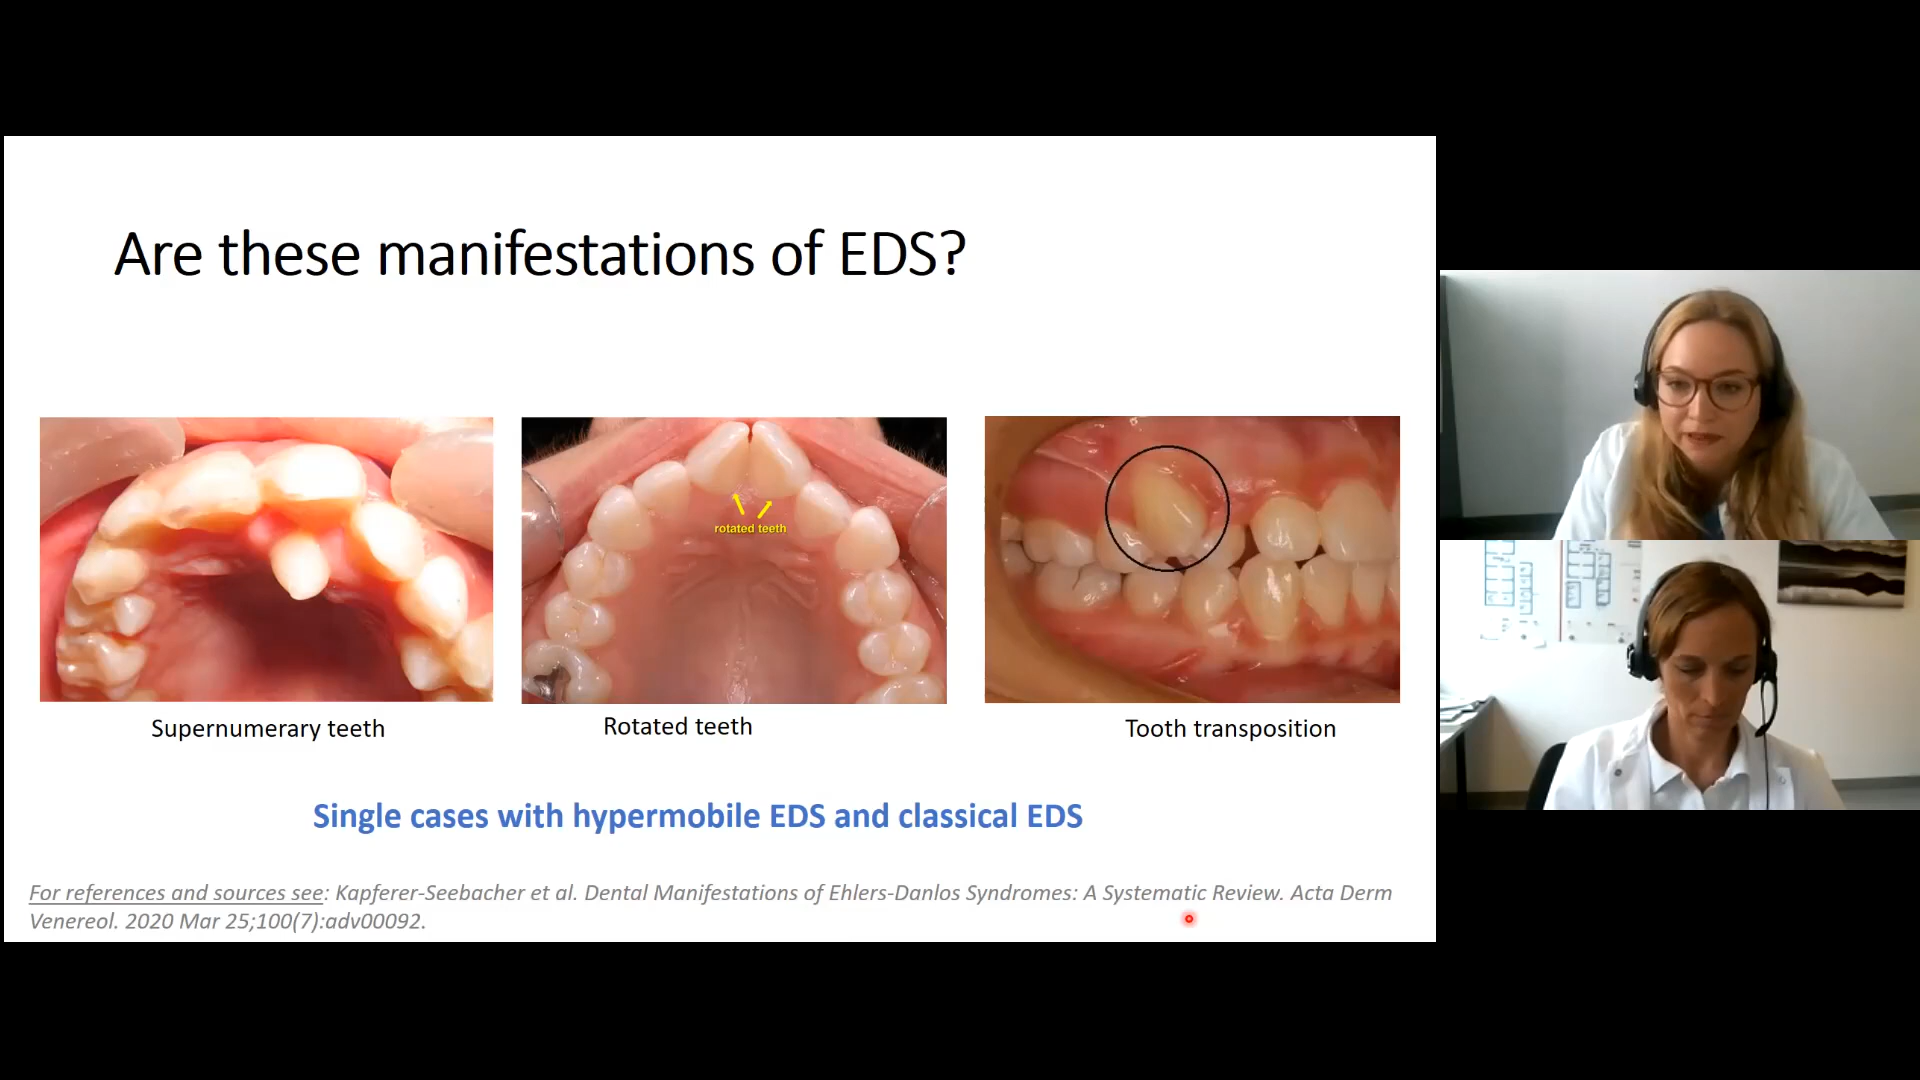 Are these manifestations of EDS?
rotated teeth
Supernumerary teeth
Rotated teeth
Tooth transposition
Single cases with hypermobile EDS and classical EDS
For references and sources see: Kapferer-Seebacher et al. Dental Manifestations of Ehlers-Danlos Syndromes: A Systematic Review. Acta Derm
Venereol. 2020 Mar 25;100(7):adv00092.